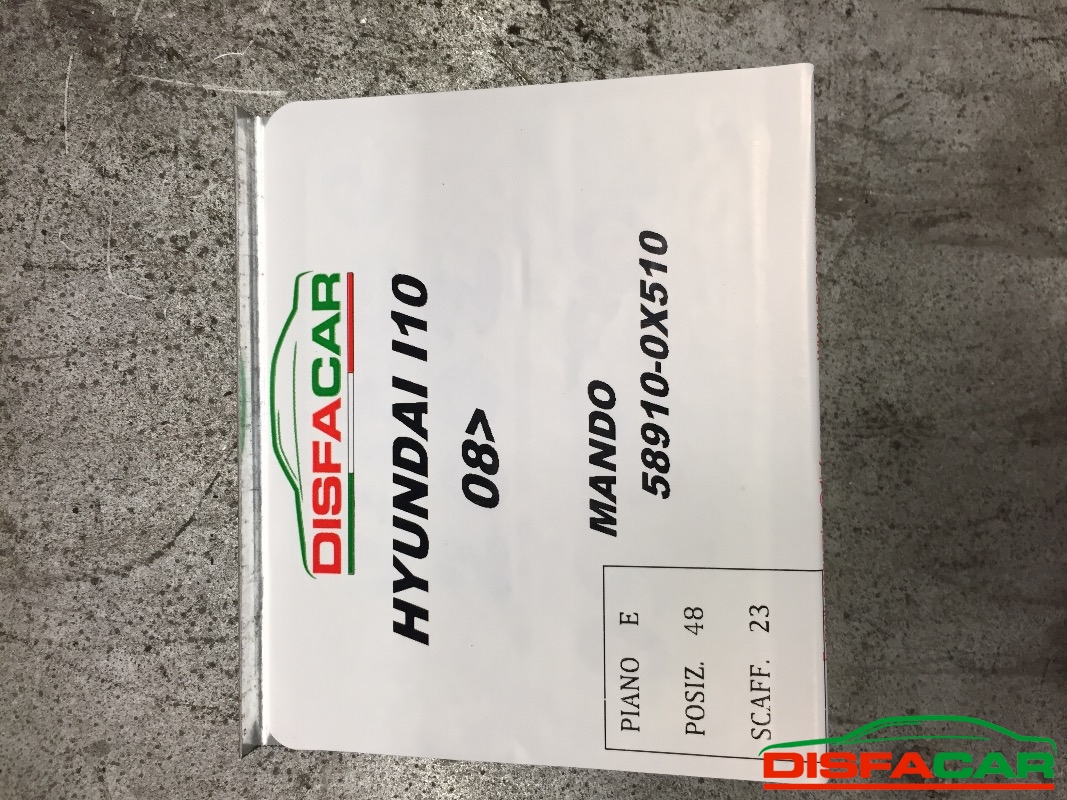 DISFACAR
HYUNDAI I10
08>
MANDO
58910-0X510
PIANO E
POSIZ. 48
SCAFF. 23
DISFACAR